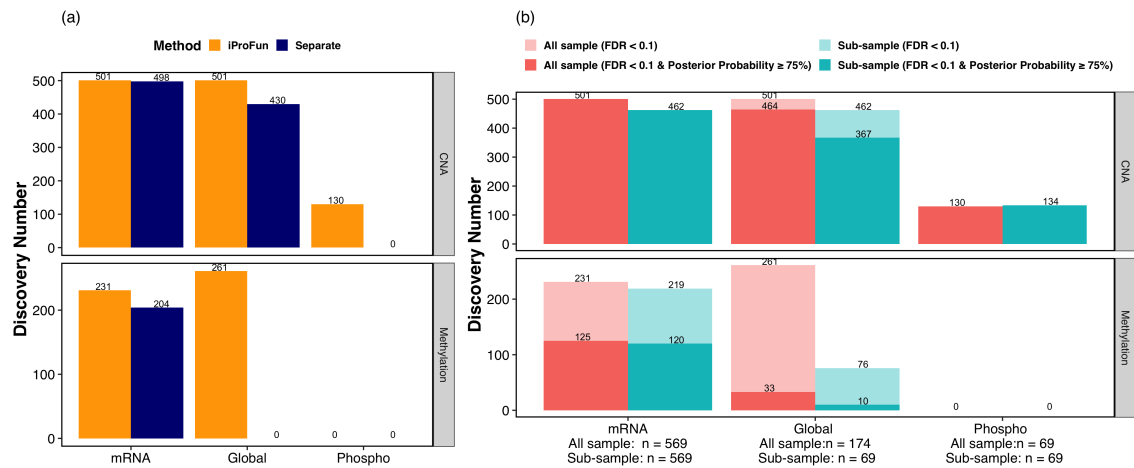 (a)
Method iProFun Separate
Discovery Number
500
400
300
200
100
0
501
498
501
430
130
0
CNA
Discovery Number
200
100
0
231
204
261
0
0
0
Methylation
mRNA Global Phospho
(b)
All sample (FDR < 0.1) Sub-sample (FDR < 0.1)
All sample (FDR < 0.1 & Posterior Probability ≥ 75%) Sub-sample (FDR < 0.1 & Posterior Probability ≥ 75%)
Discovery Number
500
400
300
200
100
0
501
462
501
464
462
367
130
134
CNA
Discovery Number
200
100
0
231
125
219
120
261
33
76
10
0
0
Methylation
mRNA Global Phospho
All sample: n = 569 All sample:n = 174 All sample:n = 69
Sub-sample: n = 569 Sub-sample: n = 69 Sub-sample: n = 69